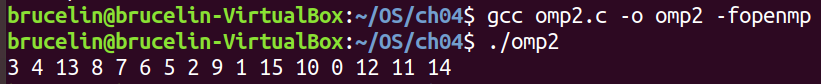 brucelin@brucelin-VirtualBox:~/OS/ch04$ gcc omp2.c -o omp2 -fopenmp
brucelin@brucelin-VirtualBox:~/OS/ch04$ ./omp2
3 4 13 8 7 6 5 2 9 1 15 10 0 12 11 14